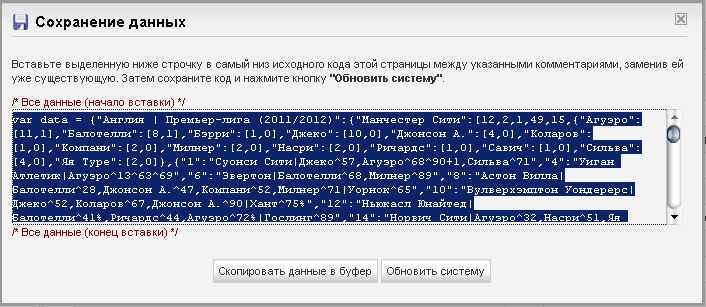 Сохранение данных
Вставьте выделенную ниже строчку в самый низ исходного кода этой страницы между указанными комментариями, заменив ей
уже существующую. Затем сохраните код и нажмите кнопку "Обновить систему".
/* Все данные (начало вставки) */
var data = {"Англия | Премьер-лига (2011/2012)":{"Манчестер Сити":[12,2,1,49,15,{"Агуэро":
[11,1],"Балотелли":[8,1],"Бэрри":[1,0],"Джеко":[10,0],"Джонсон А.":[4,0],"Коларов":
[1,0],"Компани":[2,0],"Милнер":[2,0],"Насри":[2,0],"Ричардс":[1,0],"Савич":[1,0],"Сильва":
[4,0],"Яя Туре":[2,0]},{"1":"Суонси Сити|Джеко^57,Агуэро^68^90+1,Сильва^71","4":"Уиган
Атлетик|Агуэро^13^63^69","6":"Эвертон|Балотелли^68,Милнер^89","8":"Астон Вилла|
Балотелли^28,Джонсон А.^47,Компани^52,Милнер^71|Уорнок^65","10":"Вулверхэмптон Уондерерс|
Джеко^52,Коларов^67,Джонсон А.^90|Хант^75%","12":"Ньюкасл Юнайтед|
Балотелли^41%,Ричардс^44,Агуэро^72%|Гослинг^89","14":"Норвич Сити|Агуэро^32,Насри^51,Яя
/* Все данные (конец вставки) */
Скопировать данные в буфер
Обновить систему